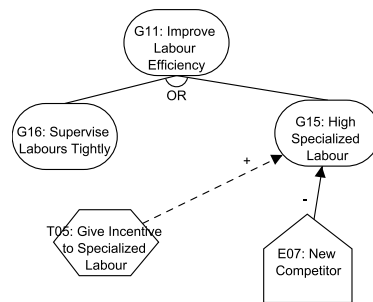 G11: Improve
Labour
Efficiency
OR
G16: Supervise
Labours Tightly
G15: High
Specialized
Labour
+
-
T05: Give Incentive
to Specialized
Labour
E07: New
Competitor